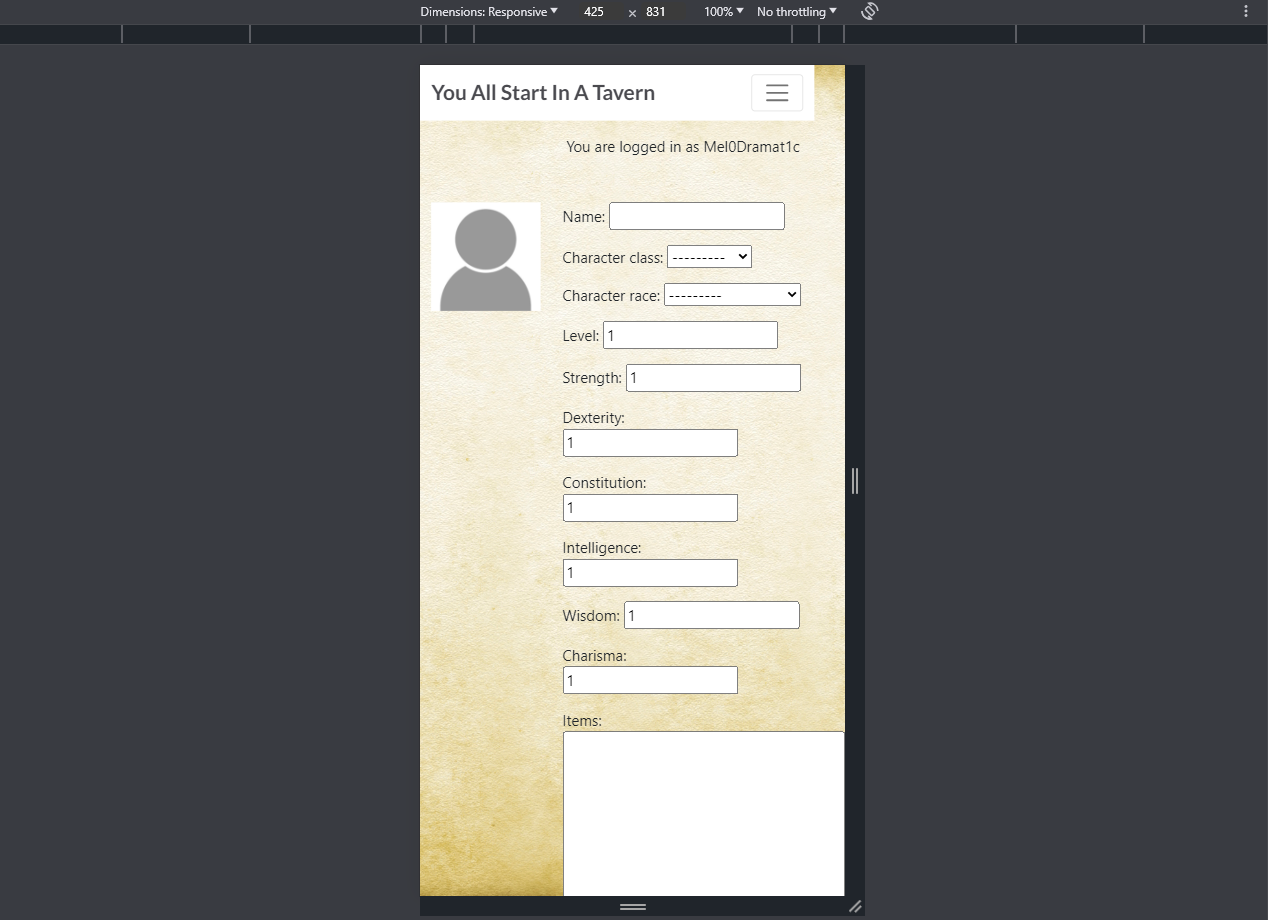 Dimensions: Responsive 425 × 831 100% No throttling
You All Start In A Tavern
You are logged in as Mel0Dramat1c
Name:
Character class: ---------
Character race: ---------
Level: 1
Strength: 1
Dexterity:
1
Constitution:
1
Intelligence:
1
Wisdom: 1
Charisma:
1
Items: